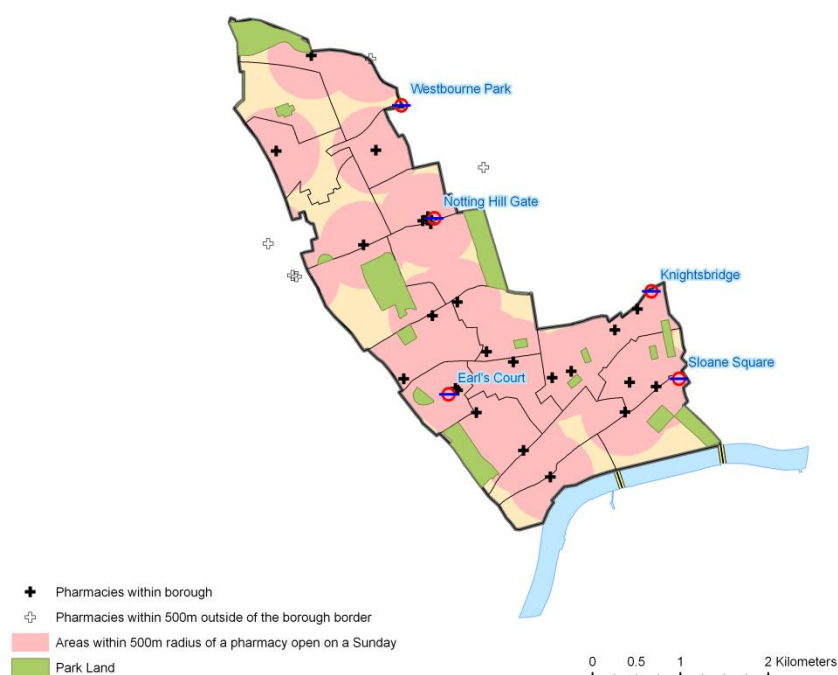 Westbourne Park
Notting Hill Gate
Knightsbridge
Sloane Square
Earl's Court
Pharmacies within borough
Pharmacies within 500m outside of the borough border
Areas within 500m radius of a pharmacy open on a Sunday
Park Land
0 0.5 1 2 Kilometers